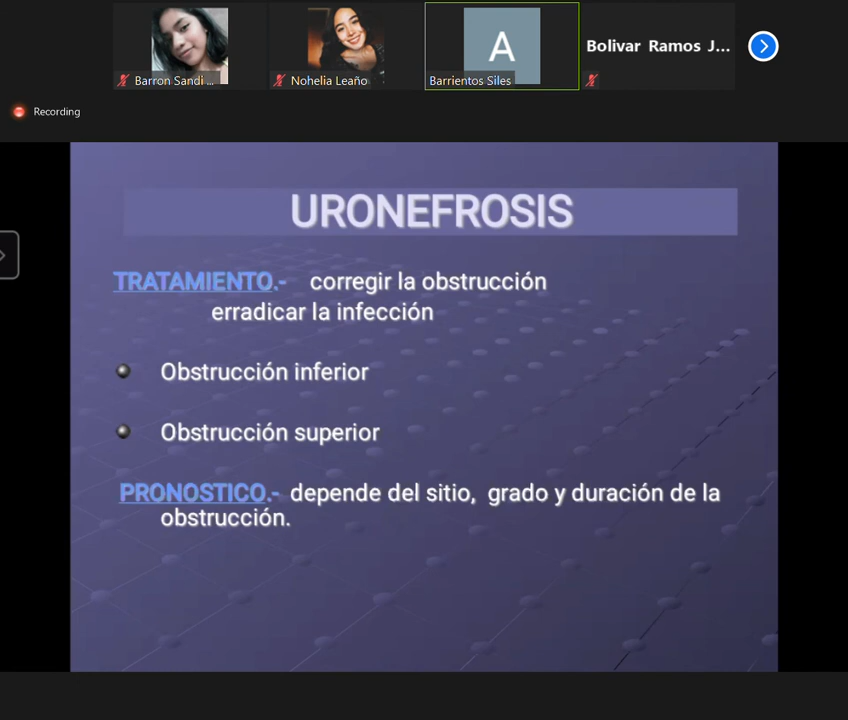 Barron Sandi ...
Nohelia Leaño
A
Barrientos Siles
Bolivar Ramos J...
Recording
URONEFROSIS
TRATAMIENTO.- corregir la obstrucción
erradicar la infección
Obstrucción inferior
Obstrucción superior
PRONOSTICO.- depende del sitio, grado y duración de la
obstrucción.